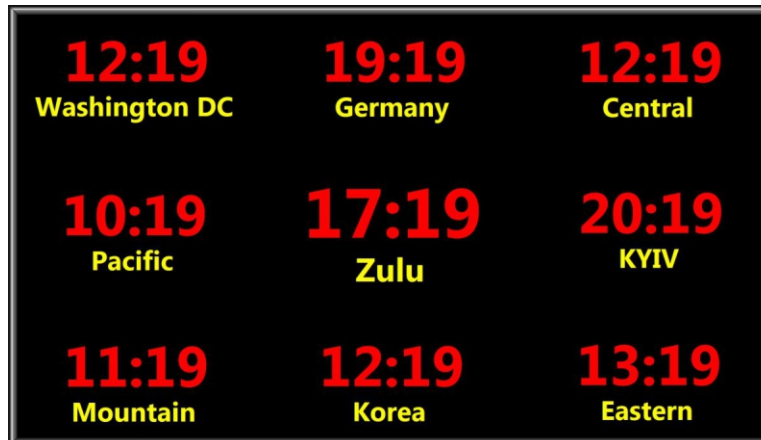 12:19
Washington DC
19:19
Germany
12:19
Central
10:19
Pacific
17:19
Zulu
20:19
KYIV
11:19
Mountain
12:19
Korea
13:19
Eastern